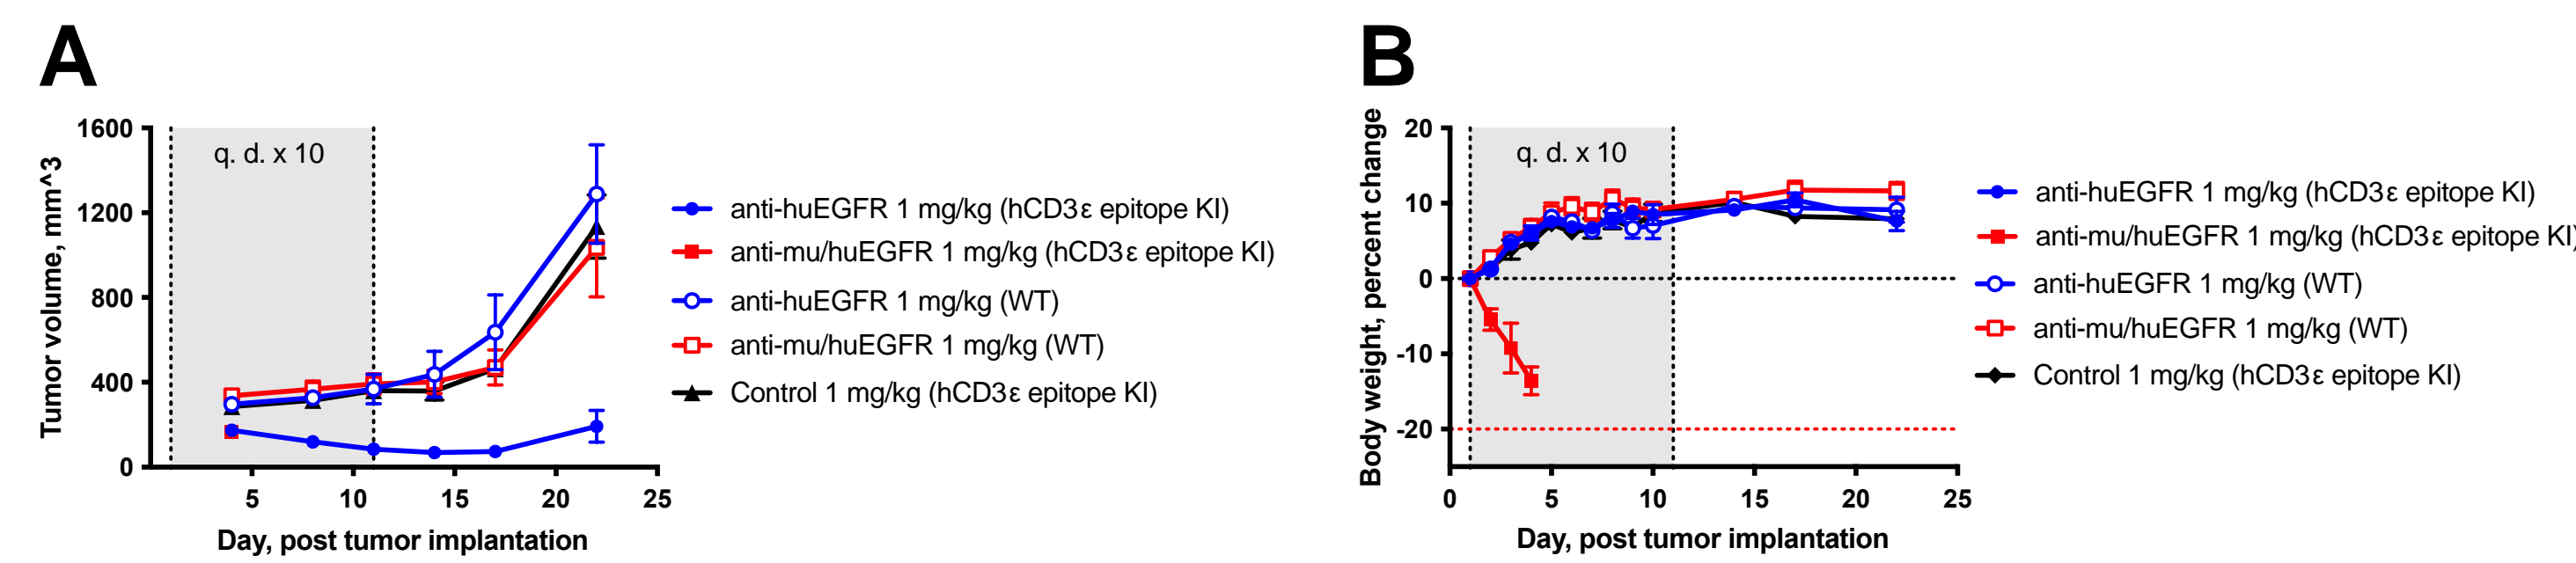 A
Tumor volume, mm^3
1600
1200
800
400
0
q. d. x 10
5 10 15 20 25
Day, post tumor implantation
anti-huEGFR 1 mg/kg (hCD3ε epitope KI)
anti-mu/huEGFR 1 mg/kg (hCD3ε epitope KI)
anti-huEGFR 1 mg/kg (WT)
anti-mu/huEGFR 1 mg/kg (WT)
Control 1 mg/kg (hCD3ε epitope KI)
B
Body weight, percent change
20
10
0
-10
-20
q. d. x 10
0 5 10 15 20 25
Day, post tumor implantation
anti-huEGFR 1 mg/kg (hCD3ε epitope KI)
anti-mu/huEGFR 1 mg/kg (hCD3ε epitope KI)
anti-huEGFR 1 mg/kg (WT)
anti-mu/huEGFR 1 mg/kg (WT)
Control 1 mg/kg (hCD3ε epitope KI)